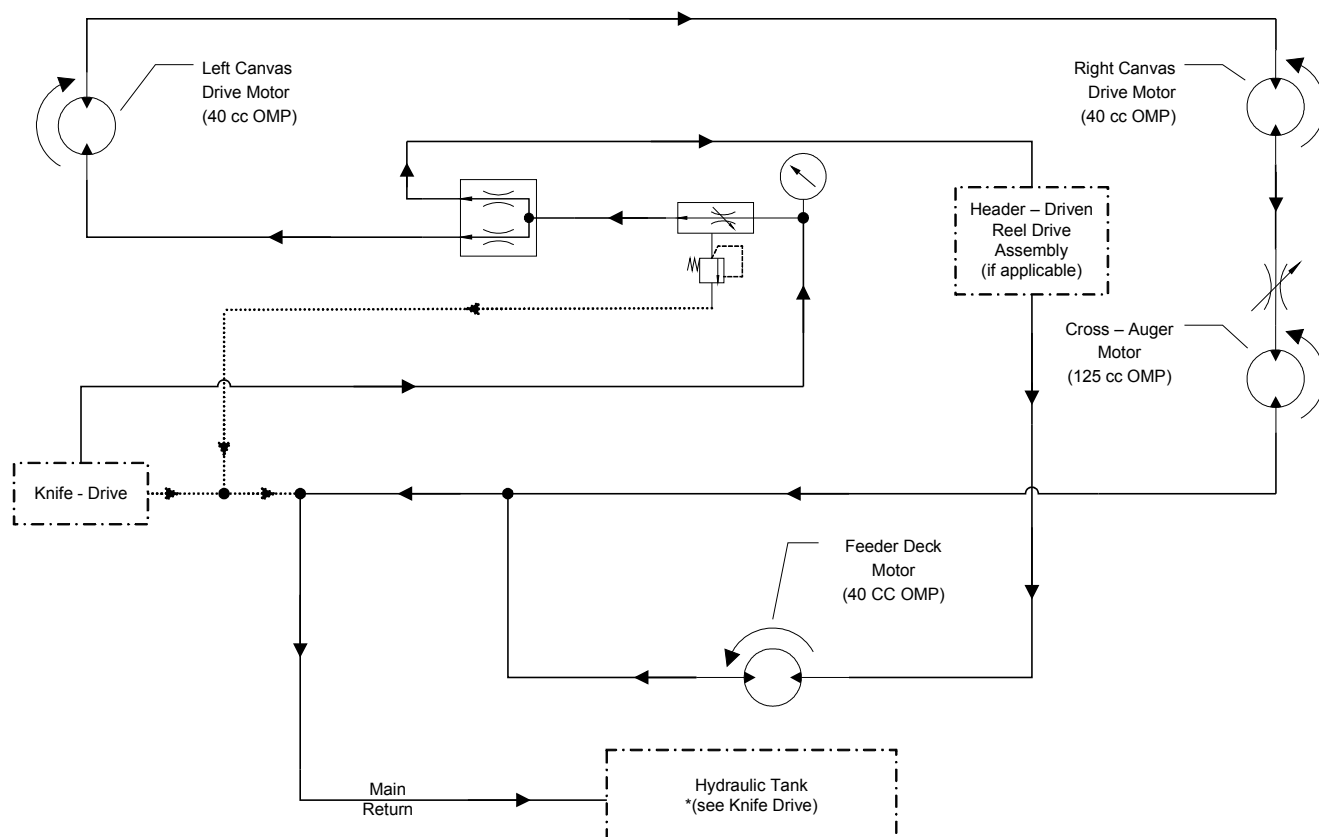 Left Canvas
Drive Motor
(40 cc OMP)
Right Canvas
Drive Motor
(40 cc OMP)
Header – Driven
Reel Drive
Assembly
(if applicable)
Cross – Auger
Motor
(125 cc OMP)
Knife - Drive
Feeder Deck
Motor
(40 CC OMP)
Main
Return
Hydraulic Tank
*(see Knife Drive)